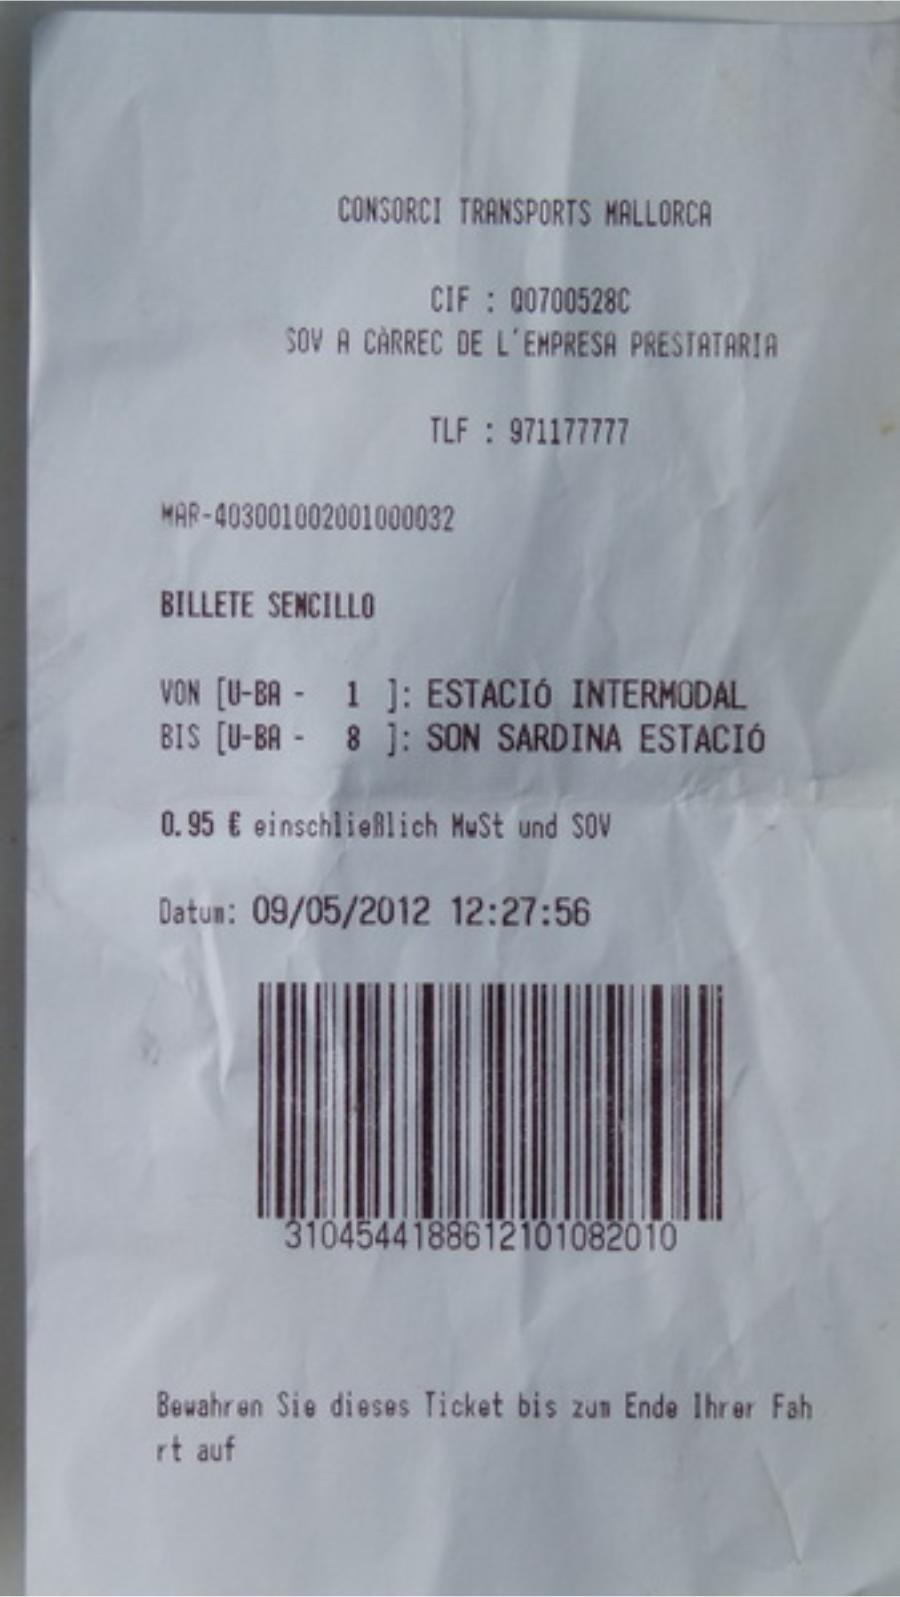 CONSORCI TRANSPORTS MALLORCA
CIF : Q0700528C
SOV A CÀRREC DE L'EMPRESA PRESTATARIA
TLF : 971177777
MAR-403001002001000032
BILLETE SENCILLO
VON [U-BA - 1 ]: ESTACIÓ INTERMODAL
BIS [U-BA - 8 ]: SON SARDINA ESTACIÓ
0.95 € einschließlich MwSt und SOV
Datum: 09/05/2012 12:27:56
3104544188612101082010
Bewahren Sie dieses Ticket bis zum Ende Ihrer Fah
rt auf